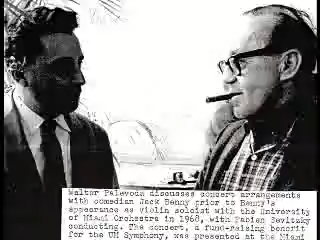 Walter Palevoda discusses concert arrangements
with comedian Jack Benny prior to Benny's
appearance as violin soloist with the University
of Miami Orchestra in 1968, with Fabien Sevitzky
conducting. The concert, a fund-raising benefit
for the UM Symphony, was presented at the Miami